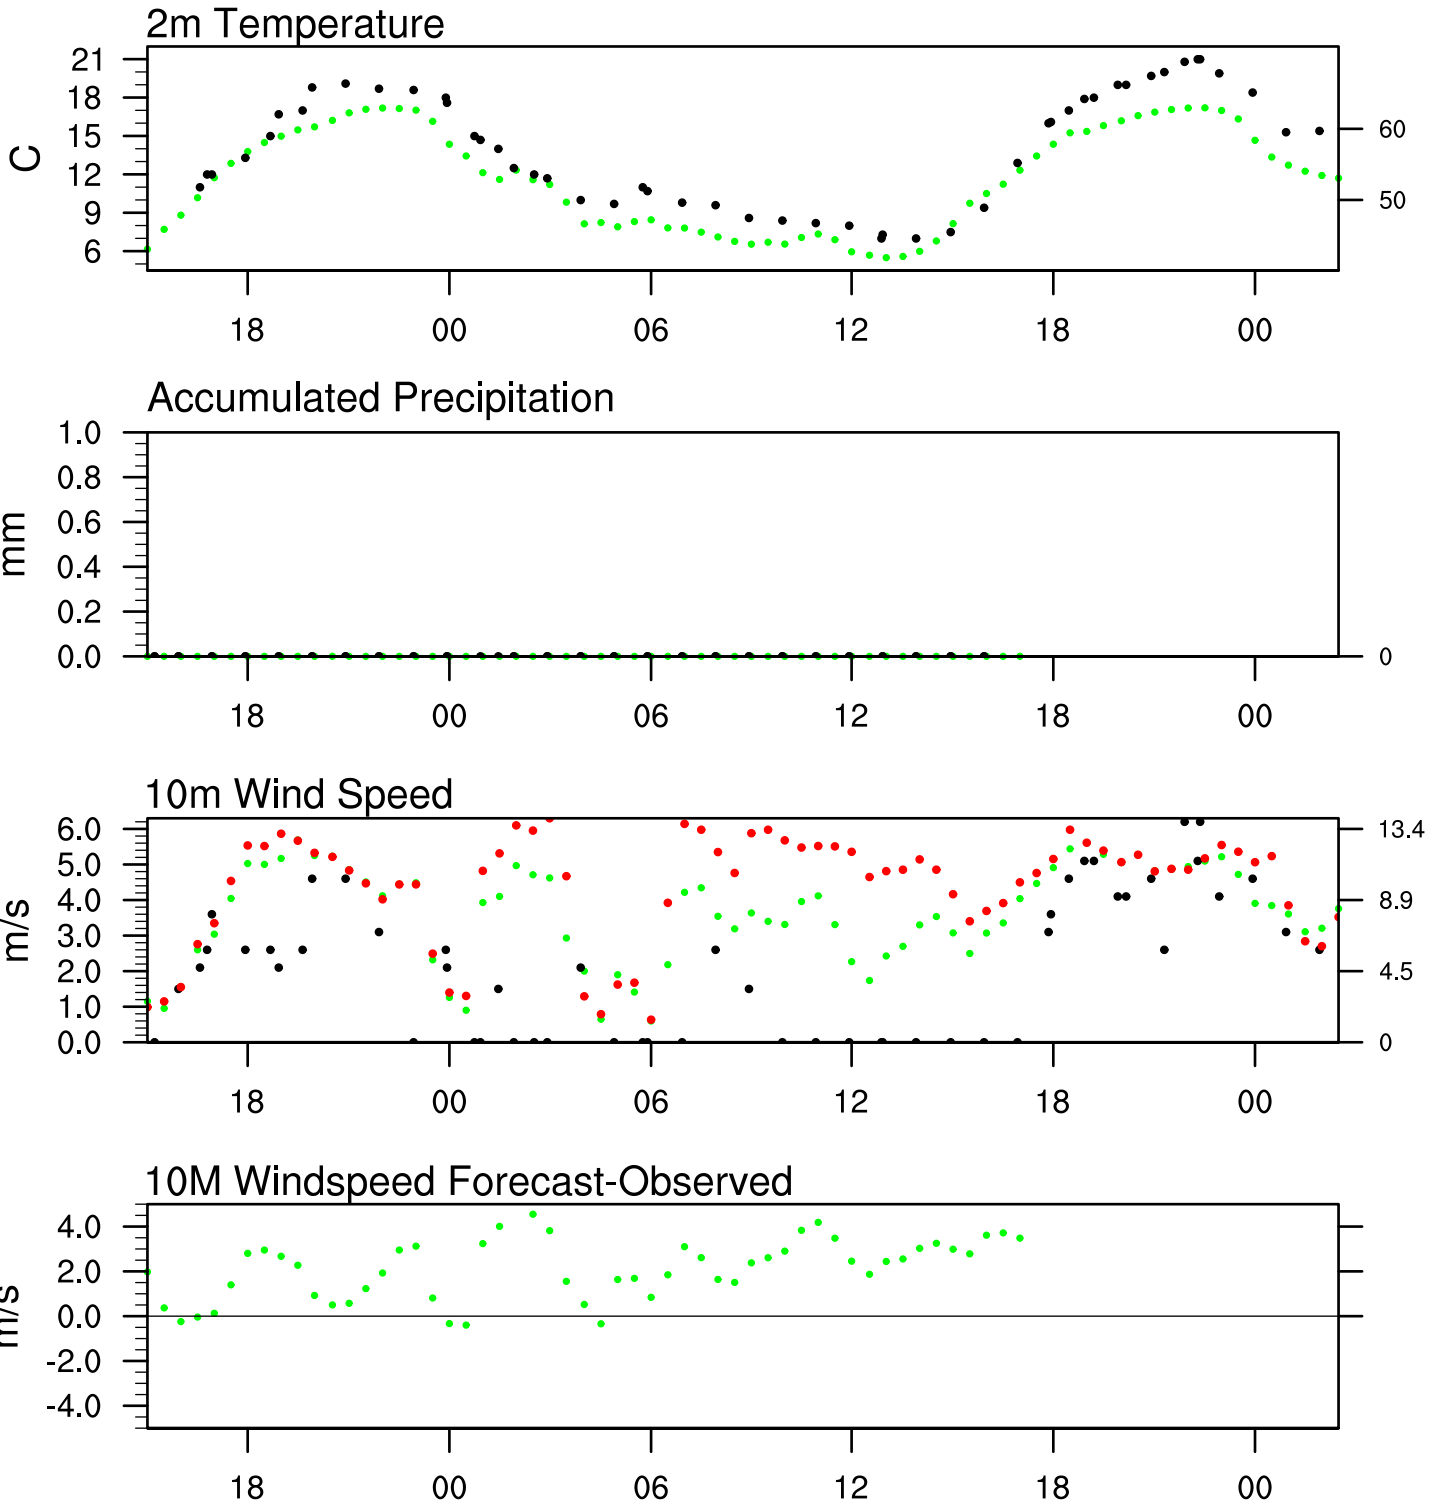 2m Temperature
21
18
15
12
9
6
C
60
50
18 00 06 12 18 00
Accumulated Precipitation
1.0
0.8
0.6
0.4
0.2
0.0
mm
0
18 00 06 12 18 00
10m Wind Speed
6.0
5.0
4.0
3.0
2.0
1.0
0.0
m/s
13.4
8.9
4.5
0
18 00 06 12 18 00
10M Windspeed Forecast-Observed
4.0
2.0
0.0
-2.0
-4.0
m/s
18 00 06 12 18 00